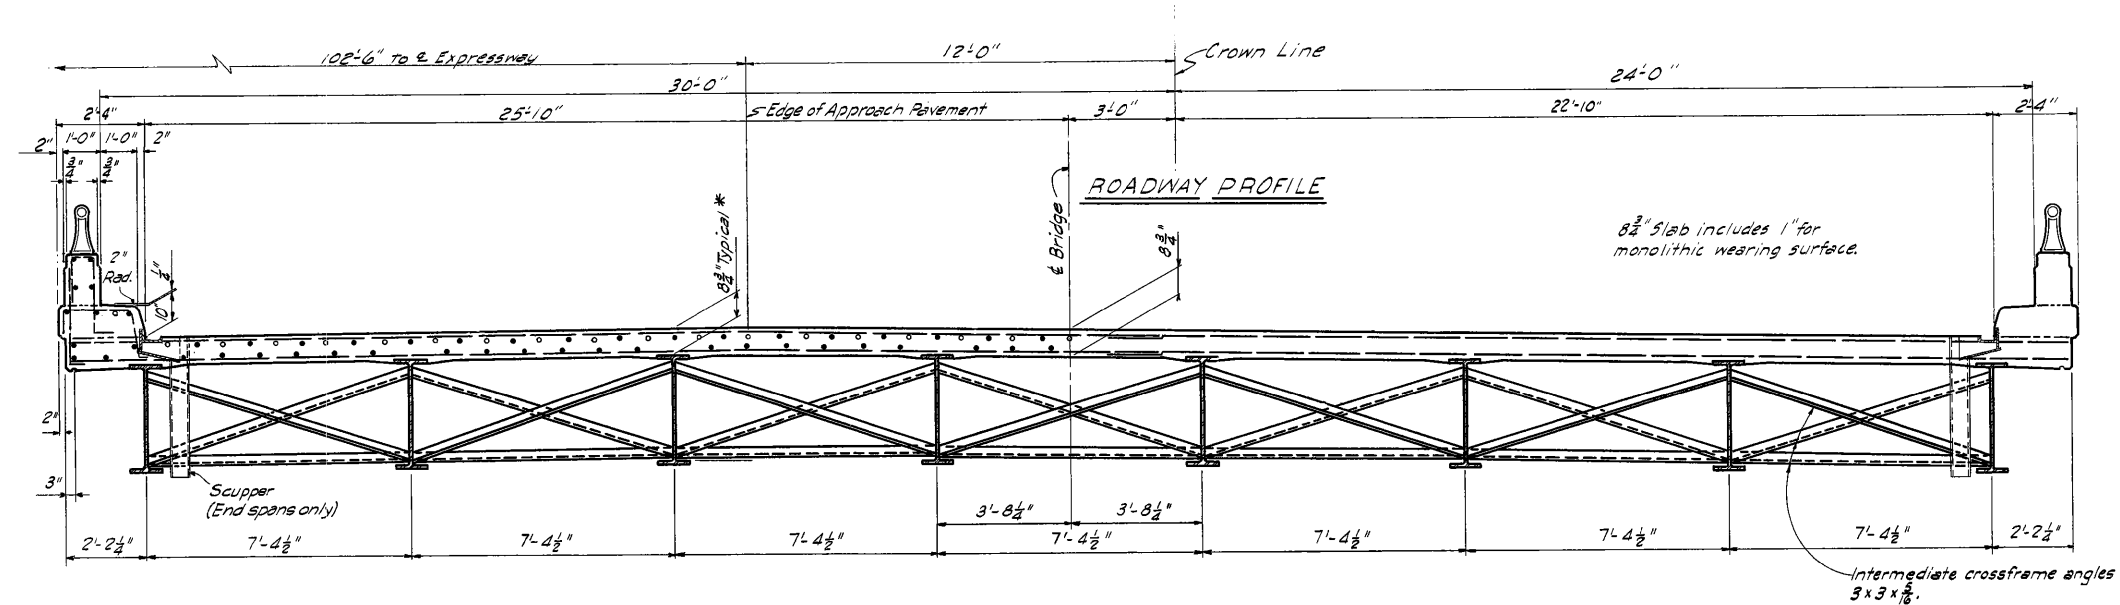 102'-6" To ℄ Expressway
12'-0"
Crown Line
30'-0"
24'-0"
2'-4"
25'-10"
Edge of Approach Pavement
3'-0"
22'-10"
2'-4"
2"
1'-0"
1'-0"
2"
3/4"
3/4"
ROADWAY PROFILE
8 3/4" Typical *
℄ Bridge
8 3/4"
8 3/4" Slab includes 1" for
monolithic wearing surface.
2"
Rad.
10"
2"
3"
Scupper
(End spans only)
3'-8 1/4"
3'-8 1/4"
2'-2 1/4"
7'-4 1/2"
7'-4 1/2"
7'-4 1/2"
7'-4 1/2"
7'-4 1/2"
7'-4 1/2"
7'-4 1/2"
2'-2 1/4"
Intermediate crossframe angles
3 x 3 x 5/16.